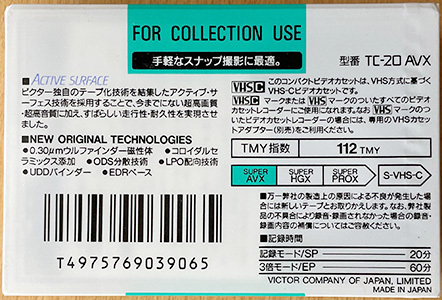 FOR COLLECTION USE
手軽なスナップ撮影に最適。
型番 TC-20 AVX
■ACTIVE SURFACE
ビクター独自のテープ化技術を結集したアクティブ・サ
ーフェス技術を採用することで、今までにない超高画質
・超高音質に加え、すばらしい走行性・耐久性を実現させ
ました。
■NEW ORIGINAL TECHNOLOGIES
●0.30μmウルファインダー磁性体 ●コロイダルセ
ラミックス添加 ●ODS分散技術 ●LPO配向技術
●UDDバインダー ●EDRベース
T4975769039065
VHSC このコンパクトビデオカセットは、VHS方式に基づく
VHS-Cビデオカセットです。
VHSC マークまたは VHS マークのついたすべてのビデオ
カセットレコーダーにご使用になれます。なお、VHS マークのつ
いたビデオカセットレコーダーの場合には、専用のVHSカセッ
トアダプター(別売)をご利用ください。
TMY指数 112 TMY
SUPER AVX SUPER HGX SUPER PROX S-VHS-C
■万一弊社の製造上の原因による不良が発生した場合
には新しいテープとお取りかえします。なお、弊社製
品の不具合により録音・録画されなかった場合の録音・
録画内容の補償についてはご容赦ください。
■記録時間
記録モード/SP 20分
3倍モード/EP 60分
VICTOR COMPANY OF JAPAN, LIMITED
MADE IN JAPAN